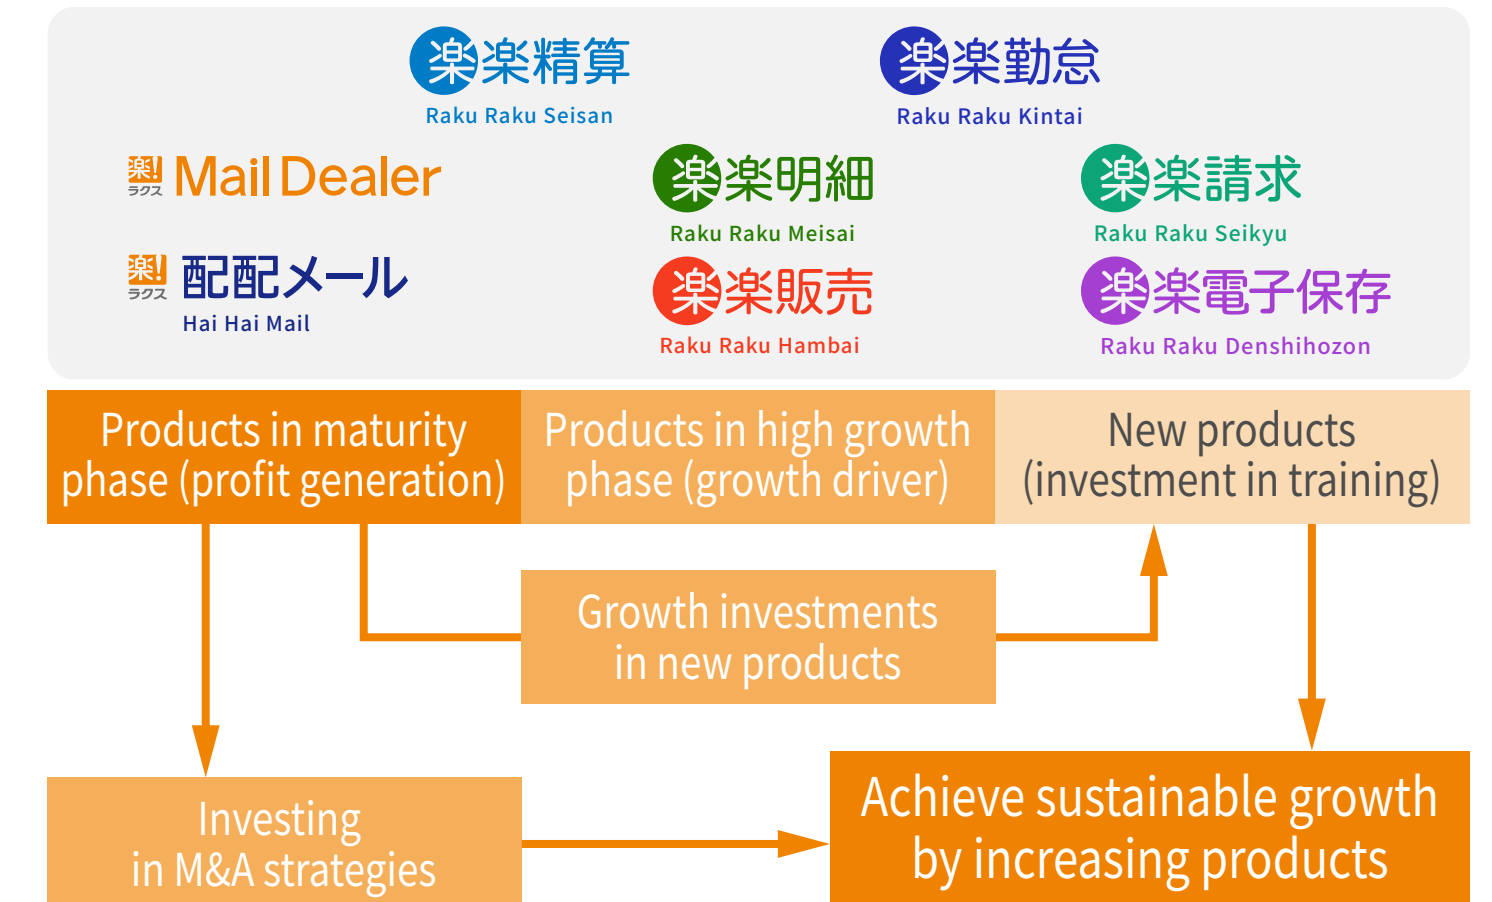 楽楽精算
Raku Raku Seisan
楽楽勤怠
Raku Raku Kintai
楽!
ラクス
Mail Dealer
楽楽明細
Raku Raku Meisai
楽楽請求
Raku Raku Seikyu
楽!
ラクス
配配メール
Hai Hai Mail
楽楽販売
Raku Raku Hambai
楽楽電子保存
Raku Raku Denshihozon
Products in maturity
phase (profit generation)
Products in high growth
phase (growth driver)
New products
(investment in training)
Growth investments
in new products
Investing
in M&A strategies
Achieve sustainable growth
by increasing products